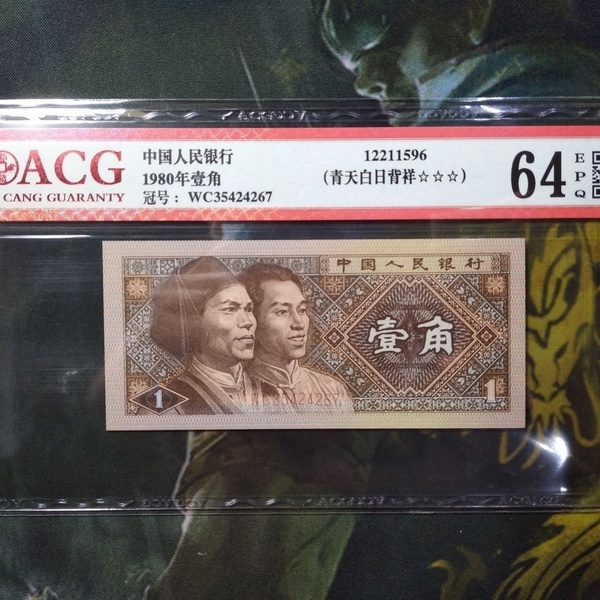 ACG
CANG GUARANTY
中国人民银行
1980年壹角
冠号：WC35424267
12211596
（青天白日背祥☆☆☆）
64
E
P
Q
中国人民银行
壹角
1
1